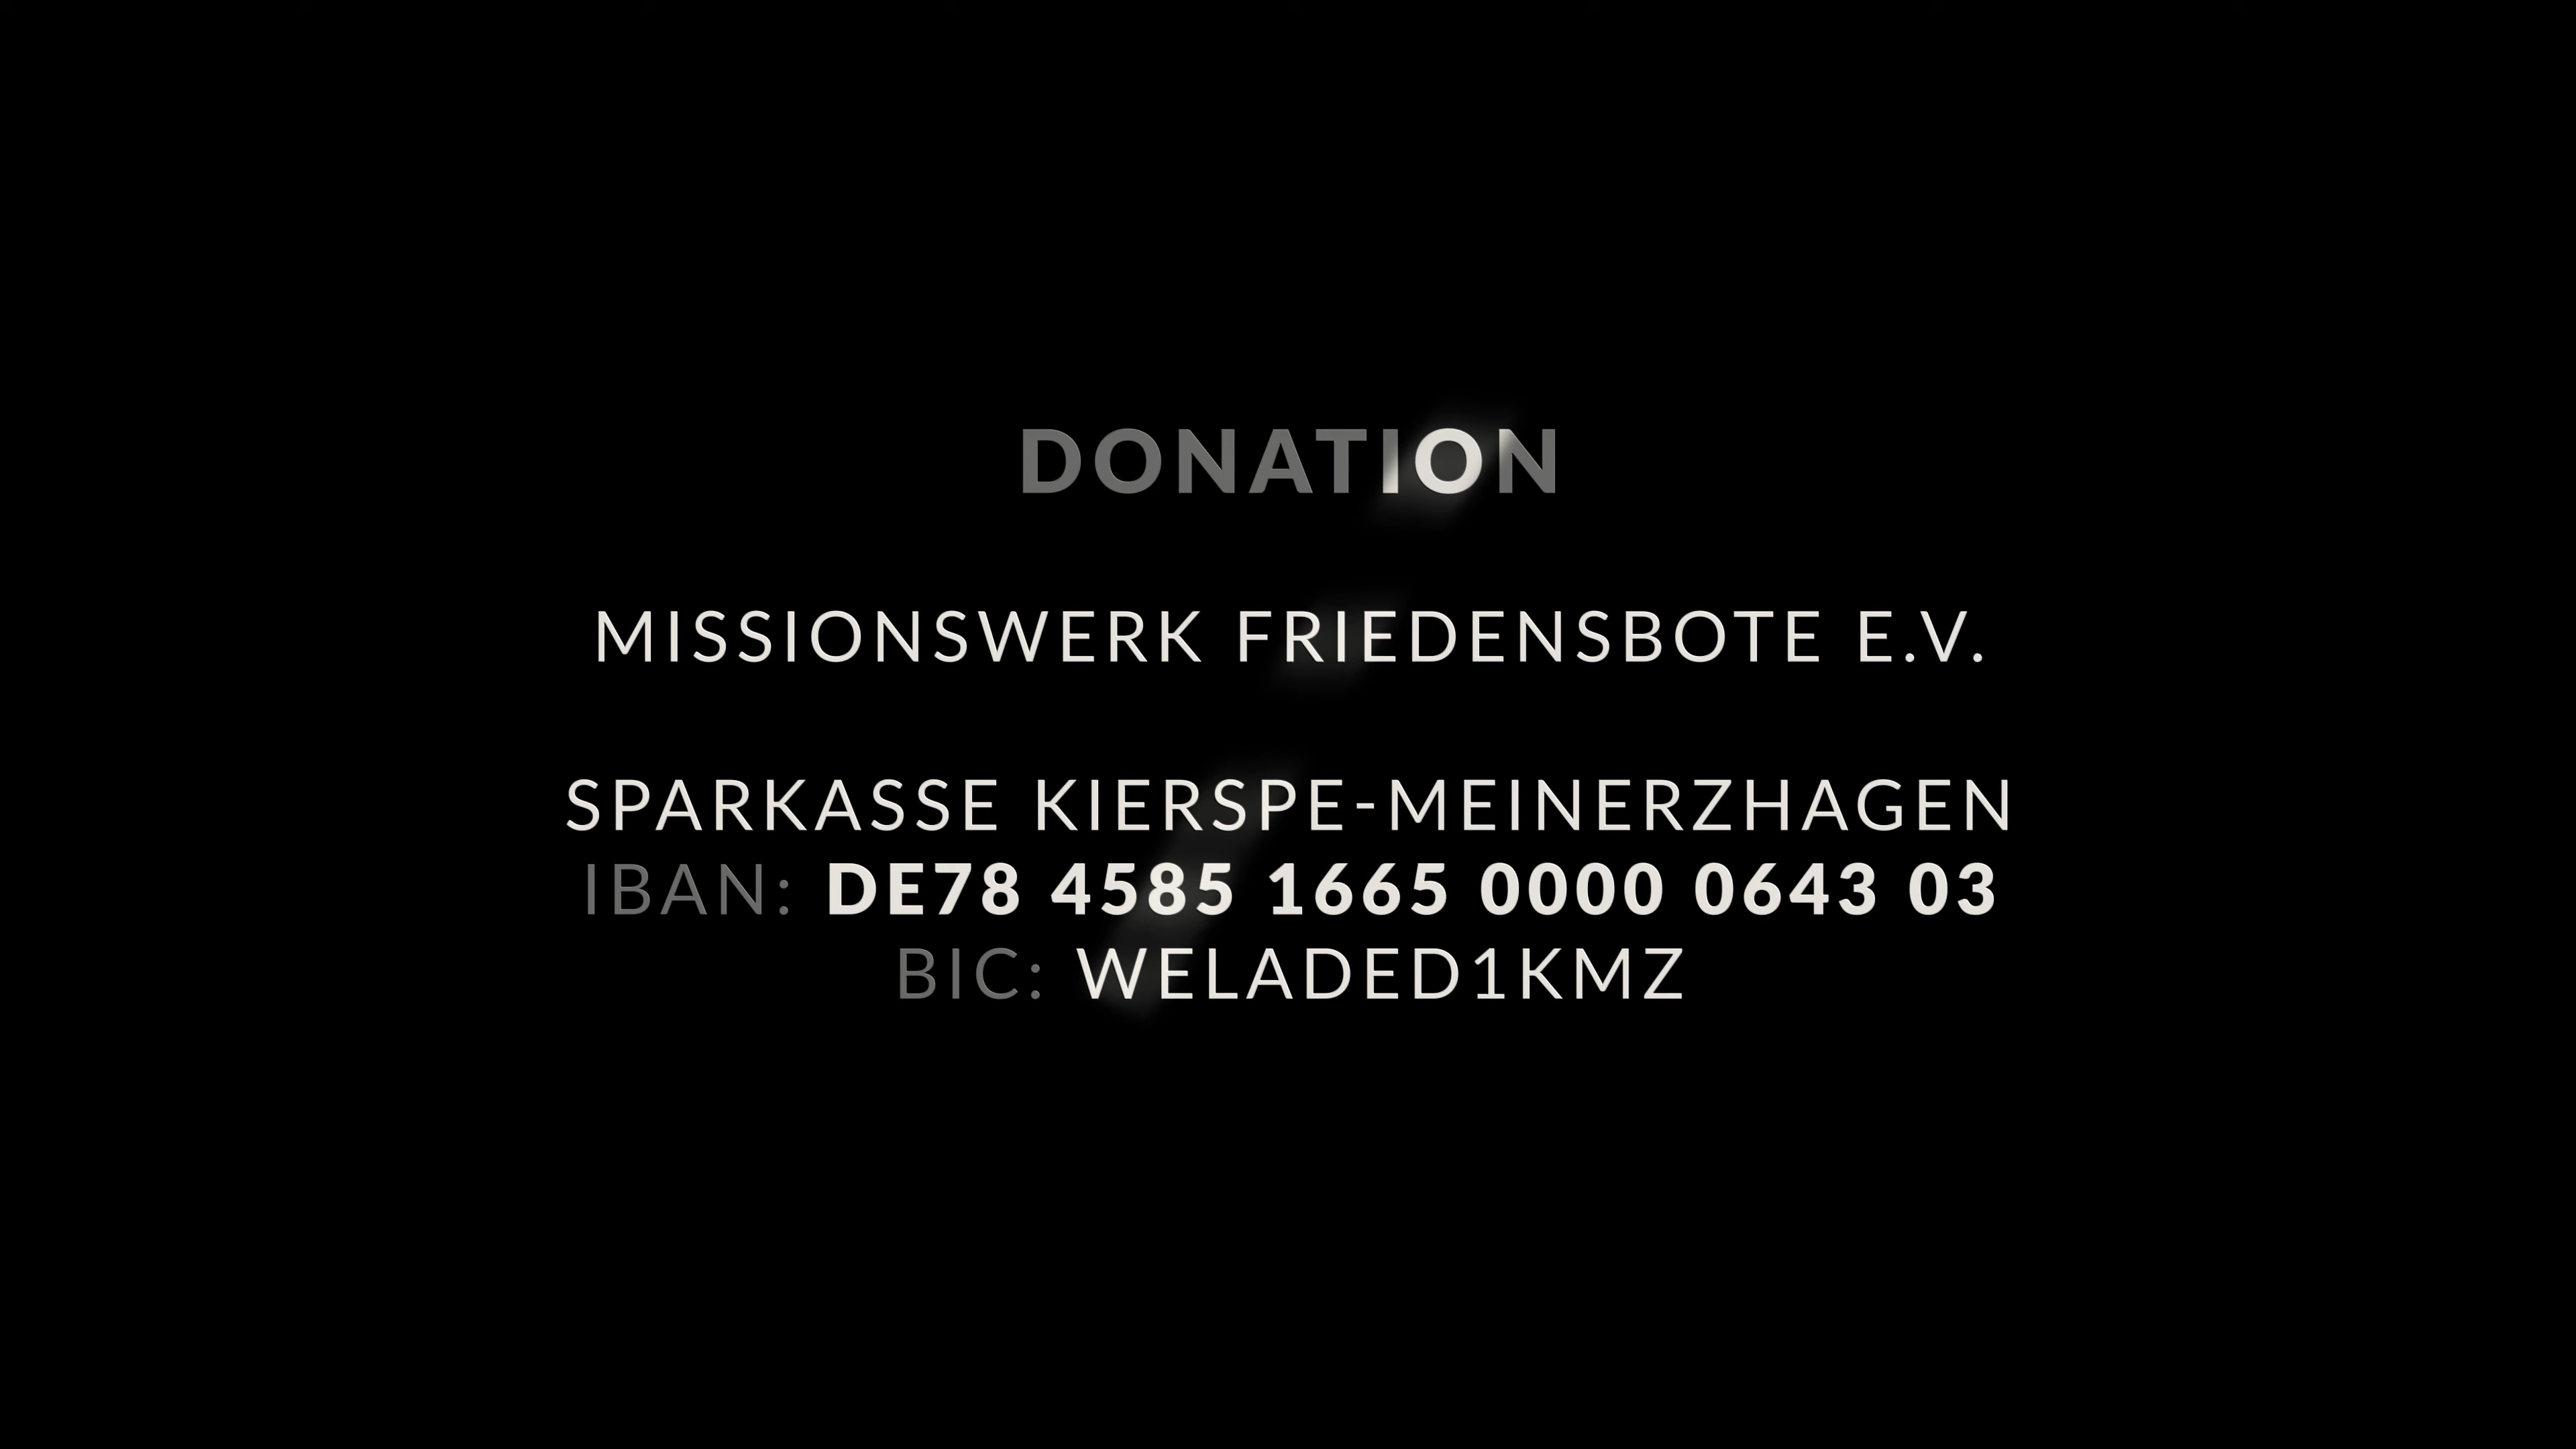 DONATION
MISSIONSWERK FRIEDENSBOTE E.V.
SPARKASSE KIERSPE-MEINERZHAGEN
IBAN: DE78 4585 1665 0000 0643 03
BIC: WELADED1KMZ